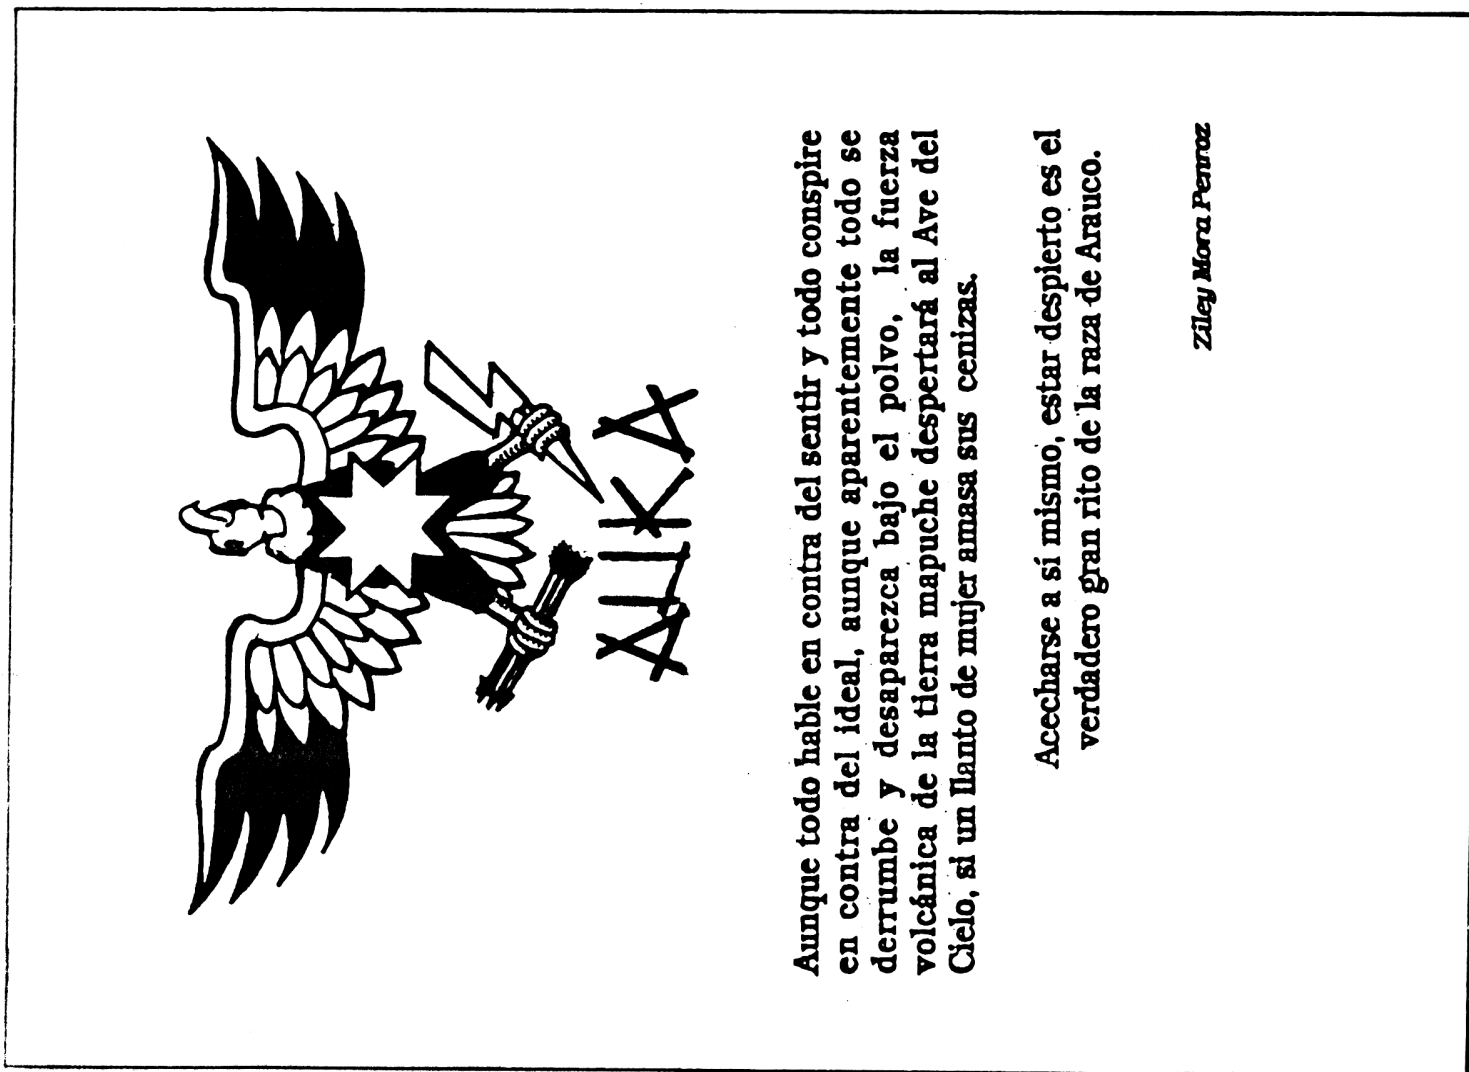 AUKA
Aunque todo hable en contra del sentir y todo conspire
en contra del ideal, aunque aparentemente todo se
derrumbe y desaparezca bajo el polvo, la fuerza
volcánica de la tierra mapuche despertará al Ave del
Cielo, si un llanto de mujer amasa sus cenizas.
Acecharse a sí mismo, estar despierto es el
verdadero gran rito de la raza de Arauco.
Ziley Mora Penroz